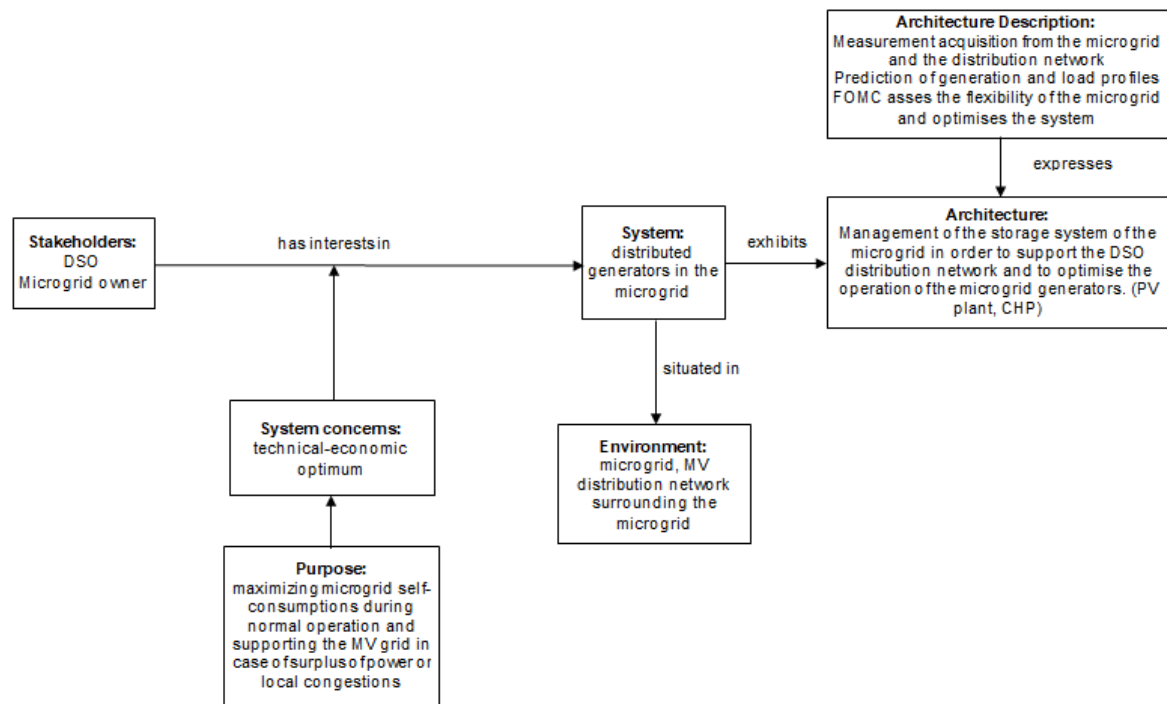 Architecture Description:
Measurement acquisition from the microgrid
and the distribution network
Prediction of generation and load profiles
FOMC asses the flexibility of the microgrid
and optimises the system
expresses
Stakeholders:
DSO
Microgrid owner
has interests in
System:
distributed
generators in the
microgrid
exhibits
Architecture:
Management of the storage system of the
microgrid in order to support the DSO
distribution network and to optimise the
operation of the microgrid generators. (PV
plant, CHP)
situated in
System concerns:
technical-economic
optimum
Environment:
microgrid, MV
distribution network
surrounding the
microgrid
Purpose:
maximizing microgrid self-
consumptions during
normal operation and
supporting the MV grid in
case of surplus of power or
local congestions